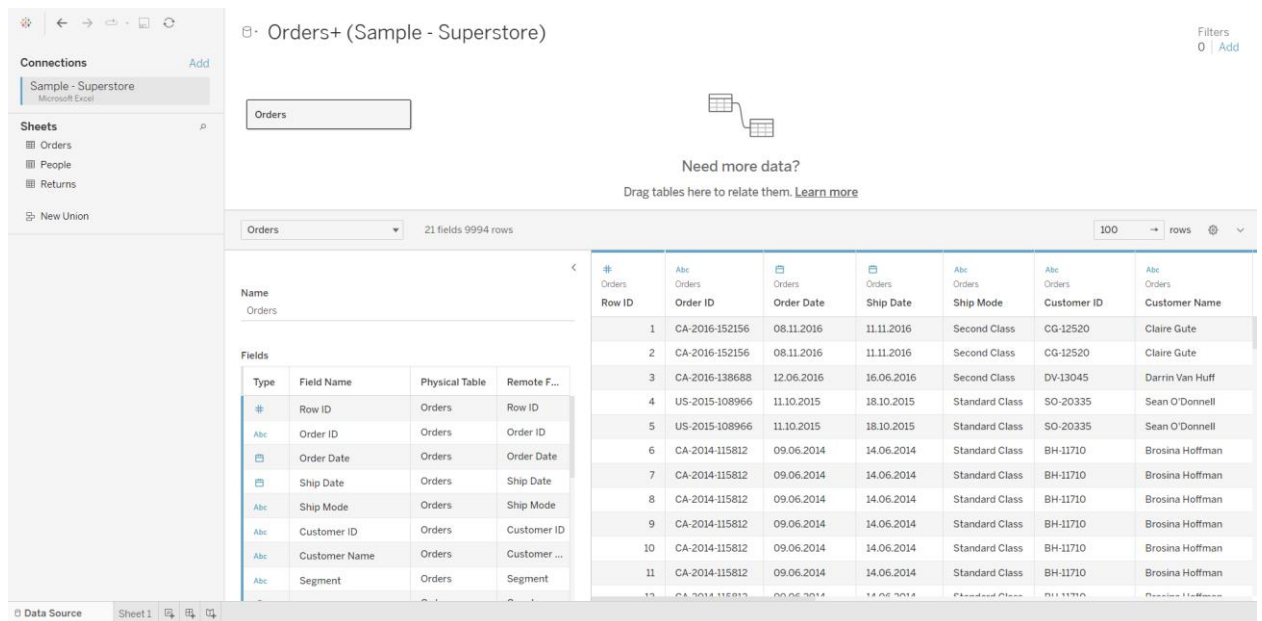 Orders+ (Sample - Superstore)
Filters
0 Add
Connections Add
Sample - Superstore
Microsoft Excel
Sheets
Orders
People
Returns
New Union
Orders
Need more data?
Drag tables here to relate them. Learn more
Orders 21 fields 9994 rows 100 → rows
Name
Orders
Fields
Type Field Name Physical Table Remote F...
# Row ID Orders Row ID
Abc Order ID Orders Order ID
Order Date Orders Order Date
Ship Date Orders Ship Date
Abc Ship Mode Orders Ship Mode
Abc Customer ID Orders Customer ID
Abc Customer Name Orders Customer ...
Abc Segment Orders Segment
# Abc Abc Abc Abc
Orders Orders Orders Orders Orders Orders Orders
Row ID Order ID Order Date Ship Date Ship Mode Customer ID Customer Name
1 CA-2016-152156 08.11.2016 11.11.2016 Second Class CG-12520 Claire Gute
2 CA-2016-152156 08.11.2016 11.11.2016 Second Class CG-12520 Claire Gute
3 CA-2016-138688 12.06.2016 16.06.2016 Second Class DV-13045 Darrin Van Huff
4 US-2015-108966 11.10.2015 18.10.2015 Standard Class SO-20335 Sean O'Donnell
5 US-2015-108966 11.10.2015 18.10.2015 Standard Class SO-20335 Sean O'Donnell
6 CA-2014-115812 09.06.2014 14.06.2014 Standard Class BH-11710 Brosina Hoffman
7 CA-2014-115812 09.06.2014 14.06.2014 Standard Class BH-11710 Brosina Hoffman
8 CA-2014-115812 09.06.2014 14.06.2014 Standard Class BH-11710 Brosina Hoffman
9 CA-2014-115812 09.06.2014 14.06.2014 Standard Class BH-11710 Brosina Hoffman
10 CA-2014-115812 09.06.2014 14.06.2014 Standard Class BH-11710 Brosina Hoffman
11 CA-2014-115812 09.06.2014 14.06.2014 Standard Class BH-11710 Brosina Hoffman
Data Source Sheet 1